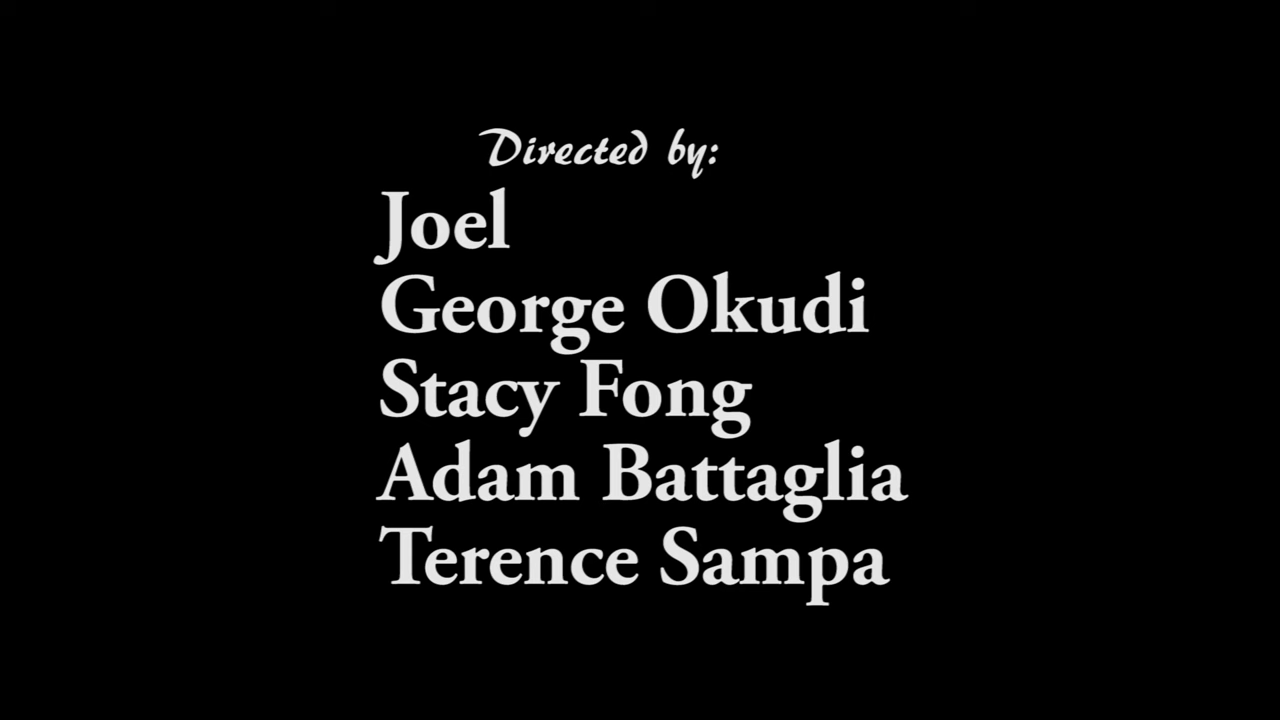 Directed by:
Joel
George Okudi
Stacy Fong
Adam Battaglia
Terence Sampa